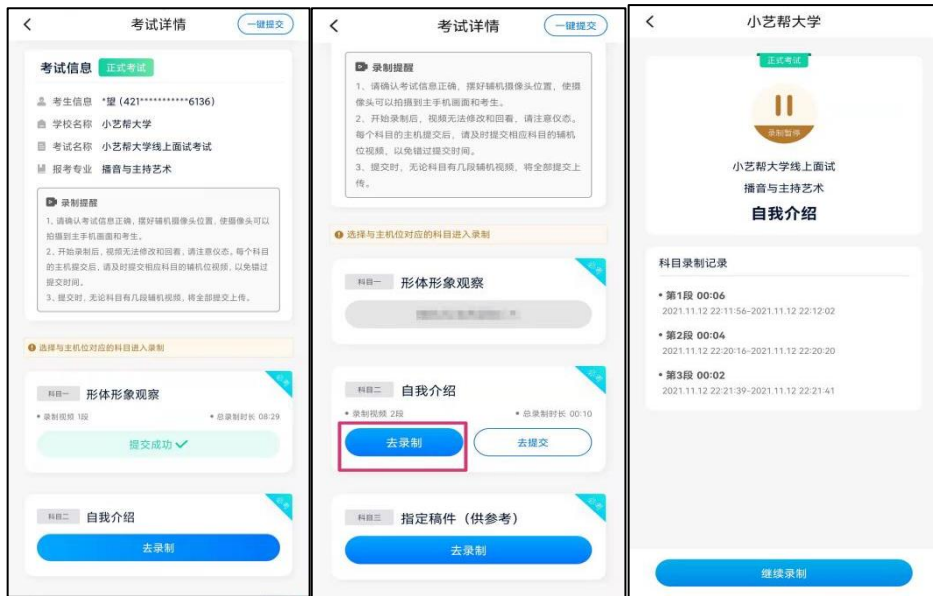 考试详情
一键提交
考试信息 正式考试
考生信息 *望 (421***********6136)
学校名称 小艺帮大学
考试名称 小艺帮大学线上面试考试
报考专业 播音与主持艺术
录制提醒
1、请确认考试信息正确，摆好辅机摄像头位置，使摄像头可以
拍摄到主手机画面和考生。
2、开始录制后，视频无法修改和回看，请注意仪态。每个科目
的主机提交后，请及时提交相应科目的辅机位视频，以免错过
提交时间。
3、提交时，无论科目有几段辅机视频，将全部提交上传。
选择与主机位对应的科目进入录制
科目一 形体形象观察
必考
• 录制视频 1段
• 总录制时长 08:29
提交成功
科目二 自我介绍
必考
去录制
考试详情
一键提交
录制提醒
1、请确认考试信息正确，摆好辅机摄像头位置，使摄
像头可以拍摄到主手机画面和考生。
2、开始录制后，视频无法修改和回看，请注意仪态。
每个科目的主机提交后，请及时提交相应科目的辅机
位视频，以免错过提交时间。
3、提交时，无论科目有几段辅机视频，将全部提交上
传。
选择与主机位对应的科目进入录制
科目一 形体形象观察
必考
科目二 自我介绍
必考
• 录制视频 2段
• 总录制时长 00:10
去录制
去提交
科目三 指定稿件（供参考）
必考
去录制
小艺帮大学
正式考试
录制暂停
小艺帮大学线上面试
播音与主持艺术
自我介绍
科目录制记录
• 第1段 00:06
2021.11.12 22:11:56-2021.11.12 22:12:02
• 第2段 00:04
2021.11.12 22:20:16-2021.11.12 22:20:20
• 第3段 00:02
2021.11.12 22:21:39-2021.11.12 22:21:41
继续录制